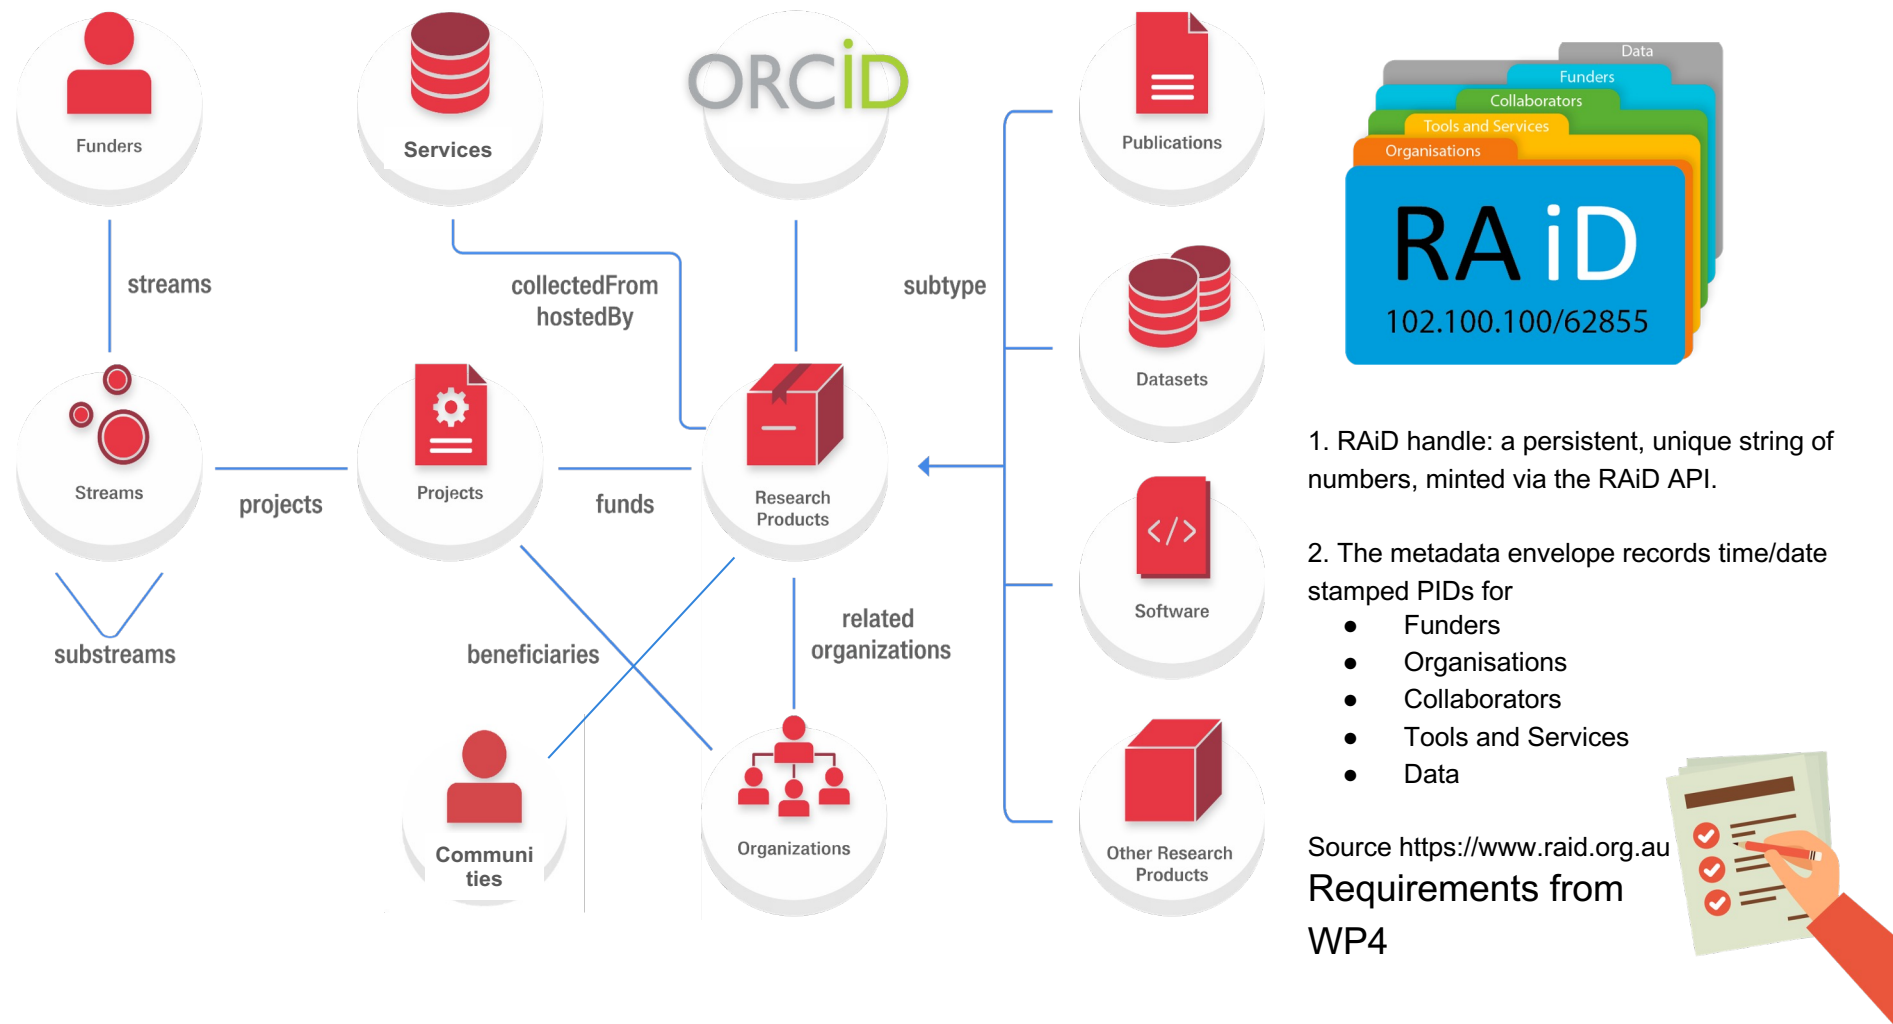 Funders
Services
ORCiD
Publications
streams
collectedFrom
hostedBy
subtype
Datasets
Streams
projects
Projects
funds
Research
Products
Software
substreams
beneficiaries
related
organizations
Communi
ties
Organizations
Other Research
Products
Data
Funders
Collaborators
Tools and Services
Organisations
RA iD
102.100.100/62855
1. RAiD handle: a persistent, unique string of
numbers, minted via the RAiD API.
2. The metadata envelope records time/date
stamped PIDs for
● Funders
● Organisations
● Collaborators
● Tools and Services
● Data
Source https://www.raid.org.au
Requirements from
WP4